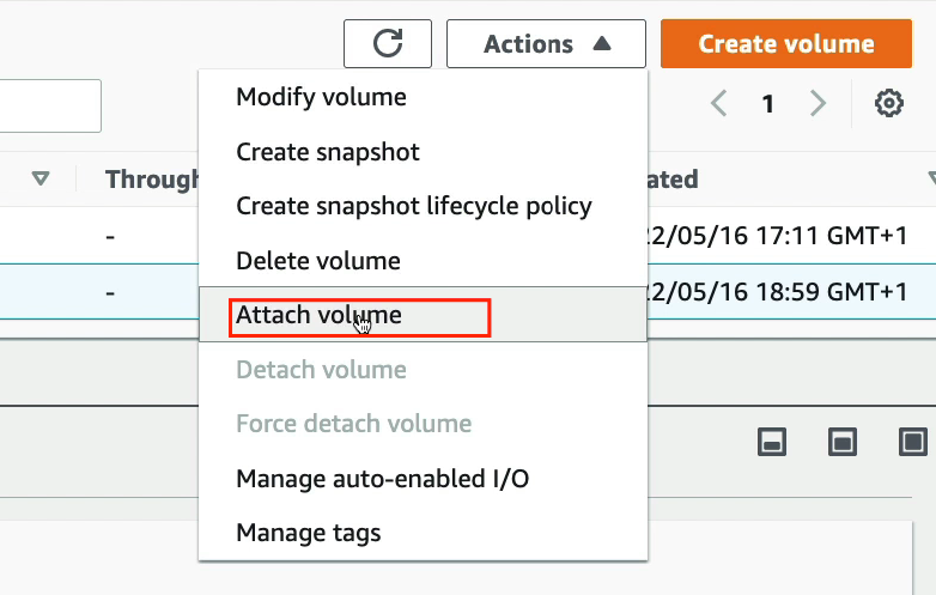 Actions ▲
Create volume
Modify volume
1
Create snapshot
Through
ated
Create snapshot lifecycle policy
-
22/05/16 17:11 GMT+1
Delete volume
-
22/05/16 18:59 GMT+1
Attach volume
Detach volume
Force detach volume
Manage auto-enabled I/O
Manage tags